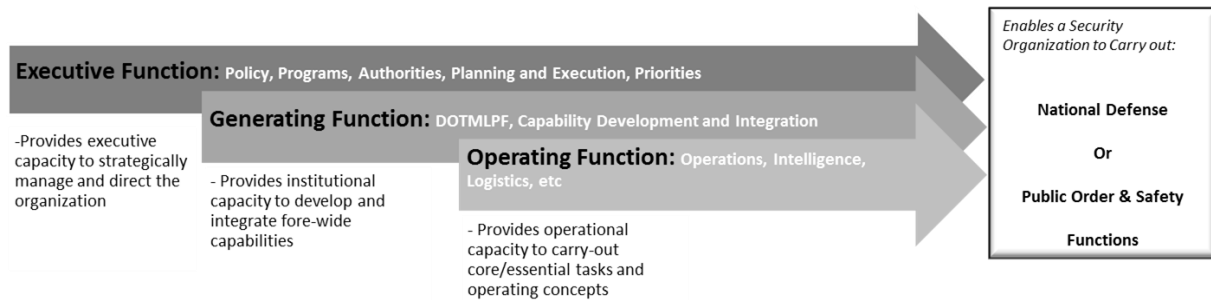 Executive Function: Policy, Programs, Authorities, Planning and Execution, Priorities
-Provides executive
capacity to strategically
manage and direct the
organization
Generating Function: DOTMLPF, Capability Development and Integration
- Provides institutional
capacity to develop and
integrate fore-wide
capabilities
Operating Function: Operations, Intelligence,
Logistics, etc
- Provides operational
capacity to carry-out
core/essential tasks and
operating concepts
Enables a Security
Organization to Carry out:
National Defense
Or
Public Order & Safety
Functions